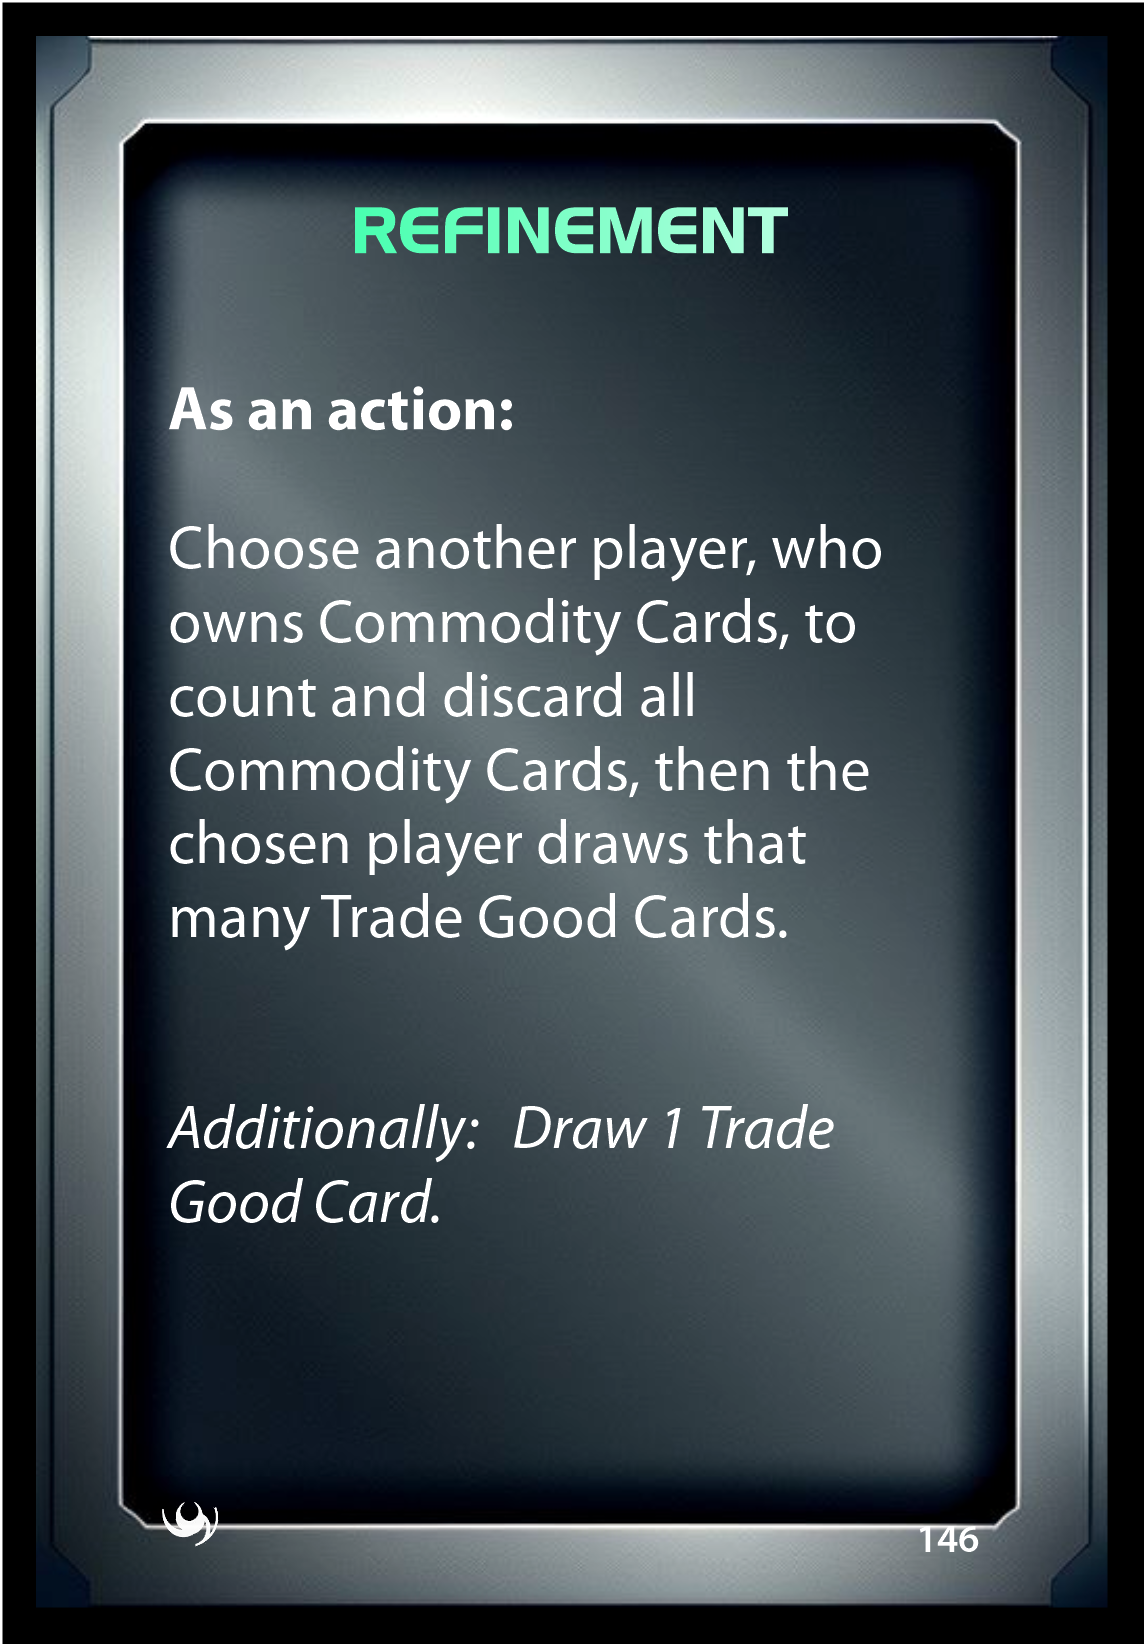 REFINEMENT
As an action:
Choose another player, who
owns Commodity Cards, to
count and discard all
Commodity Cards, then the
chosen player draws that
many Trade Good Cards.
Additionally:  Draw 1 Trade
Good Card.
146